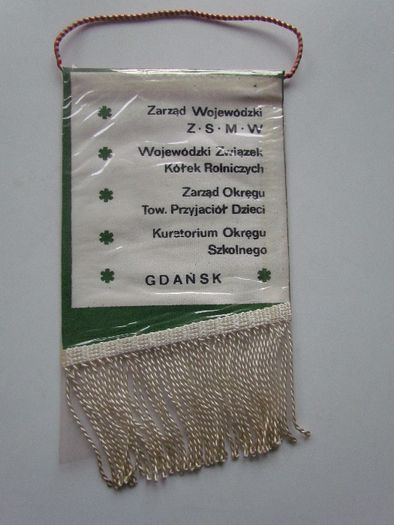 Zarząd Wojewódzki
Z·S·M·W
Wojewódzki Związek
Kółek Rolniczych
Zarząd Okręgu
Tow. Przyjaciół Dzieci
Kuratorium Okręgu
Szkolnego
GDAŃSK